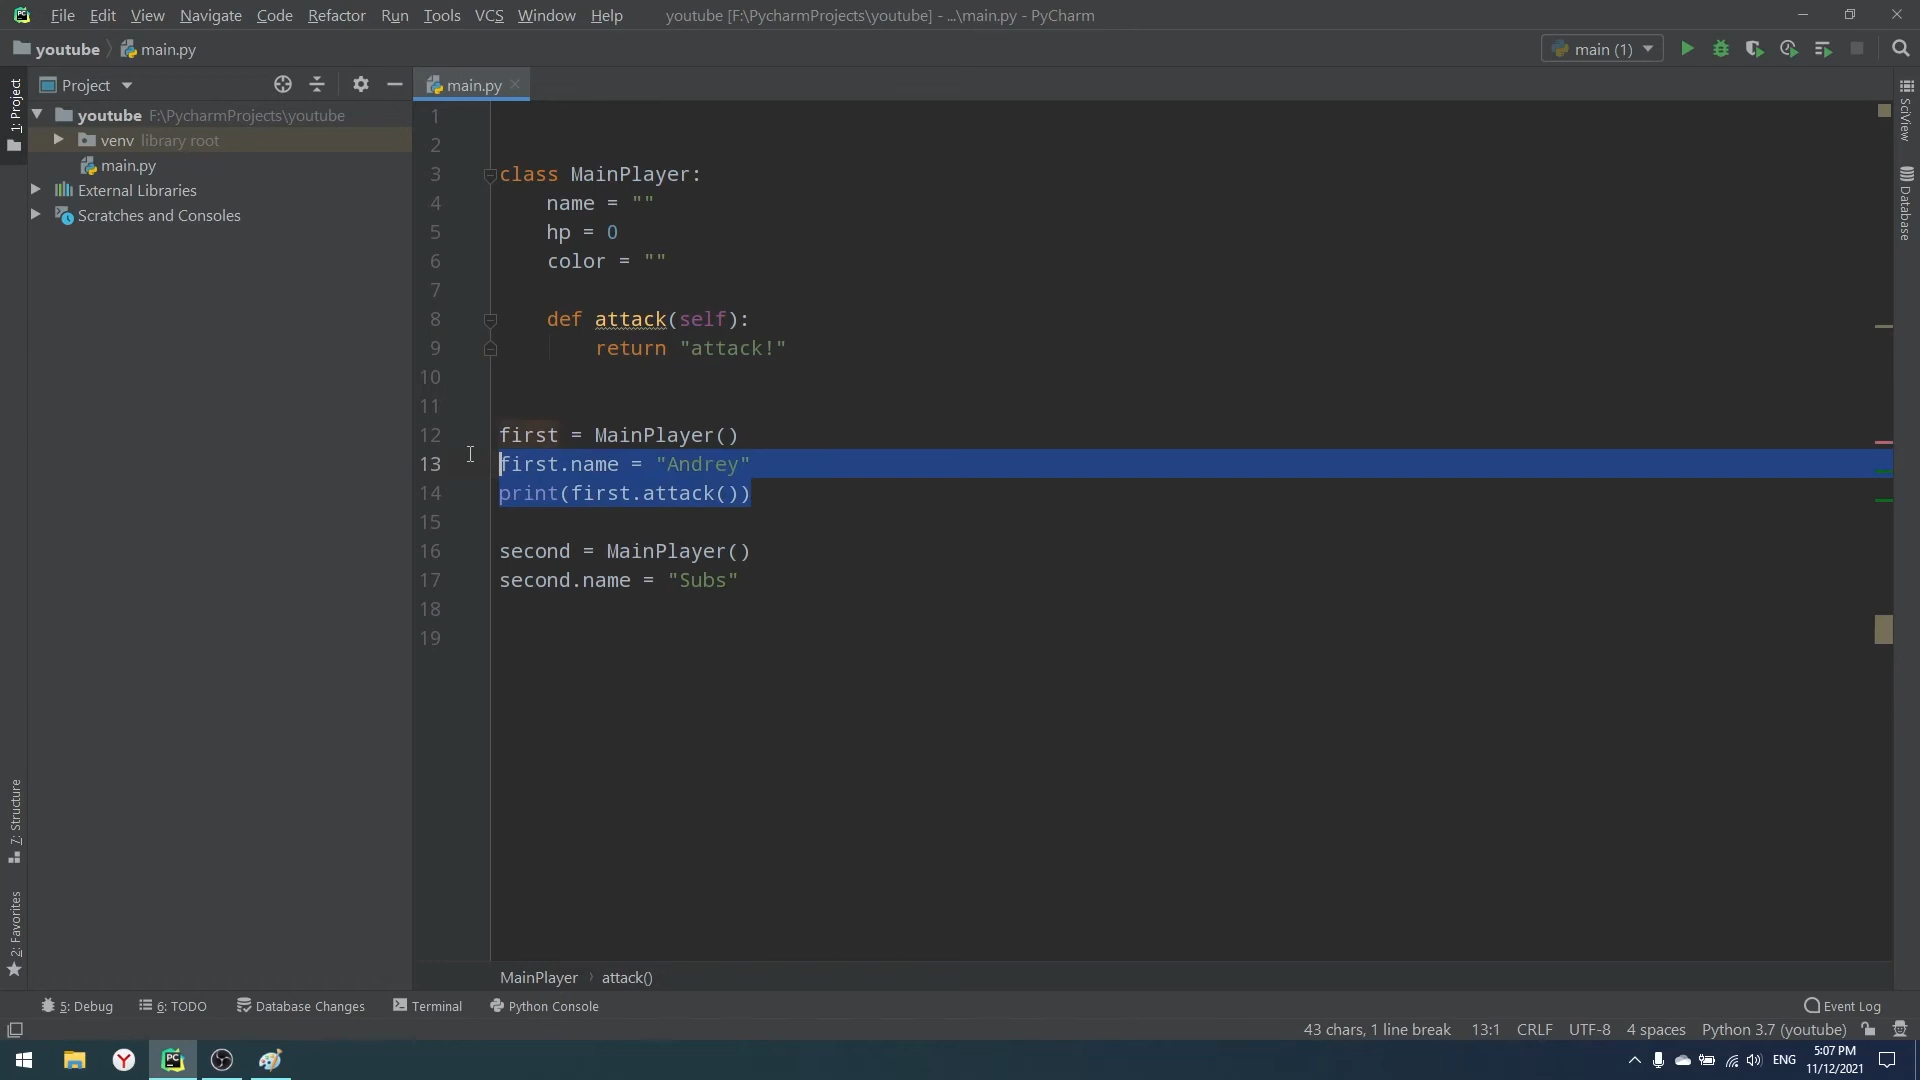 File Edit View Navigate Code Refactor Run Tools VCS Window Help youtube [F:\PycharmProjects\youtube] - ...\main.py - PyCharm
youtube main.py main (1)
1: Project
Project
main.py
youtube F:\PycharmProjects\youtube
venv library root
main.py
External Libraries
Scratches and Consoles
1
2
3 class MainPlayer:
4 name = ""
5 hp = 0
6 color = ""
7
8 def attack(self):
9 return "attack!"
10
11
12 first = MainPlayer()
13 first.name = "Andrey"
14 print(first.attack())
15
16 second = MainPlayer()
17 second.name = "Subs"
18
19
SciView
Database
7: Structure
2: Favorites
MainPlayer attack()
5: Debug 6: TODO Database Changes Terminal Python Console Event Log
43 chars, 1 line break 13:1 CRLF UTF-8 4 spaces Python 3.7 (youtube)
PC
ENG
5:07 PM
11/12/2021